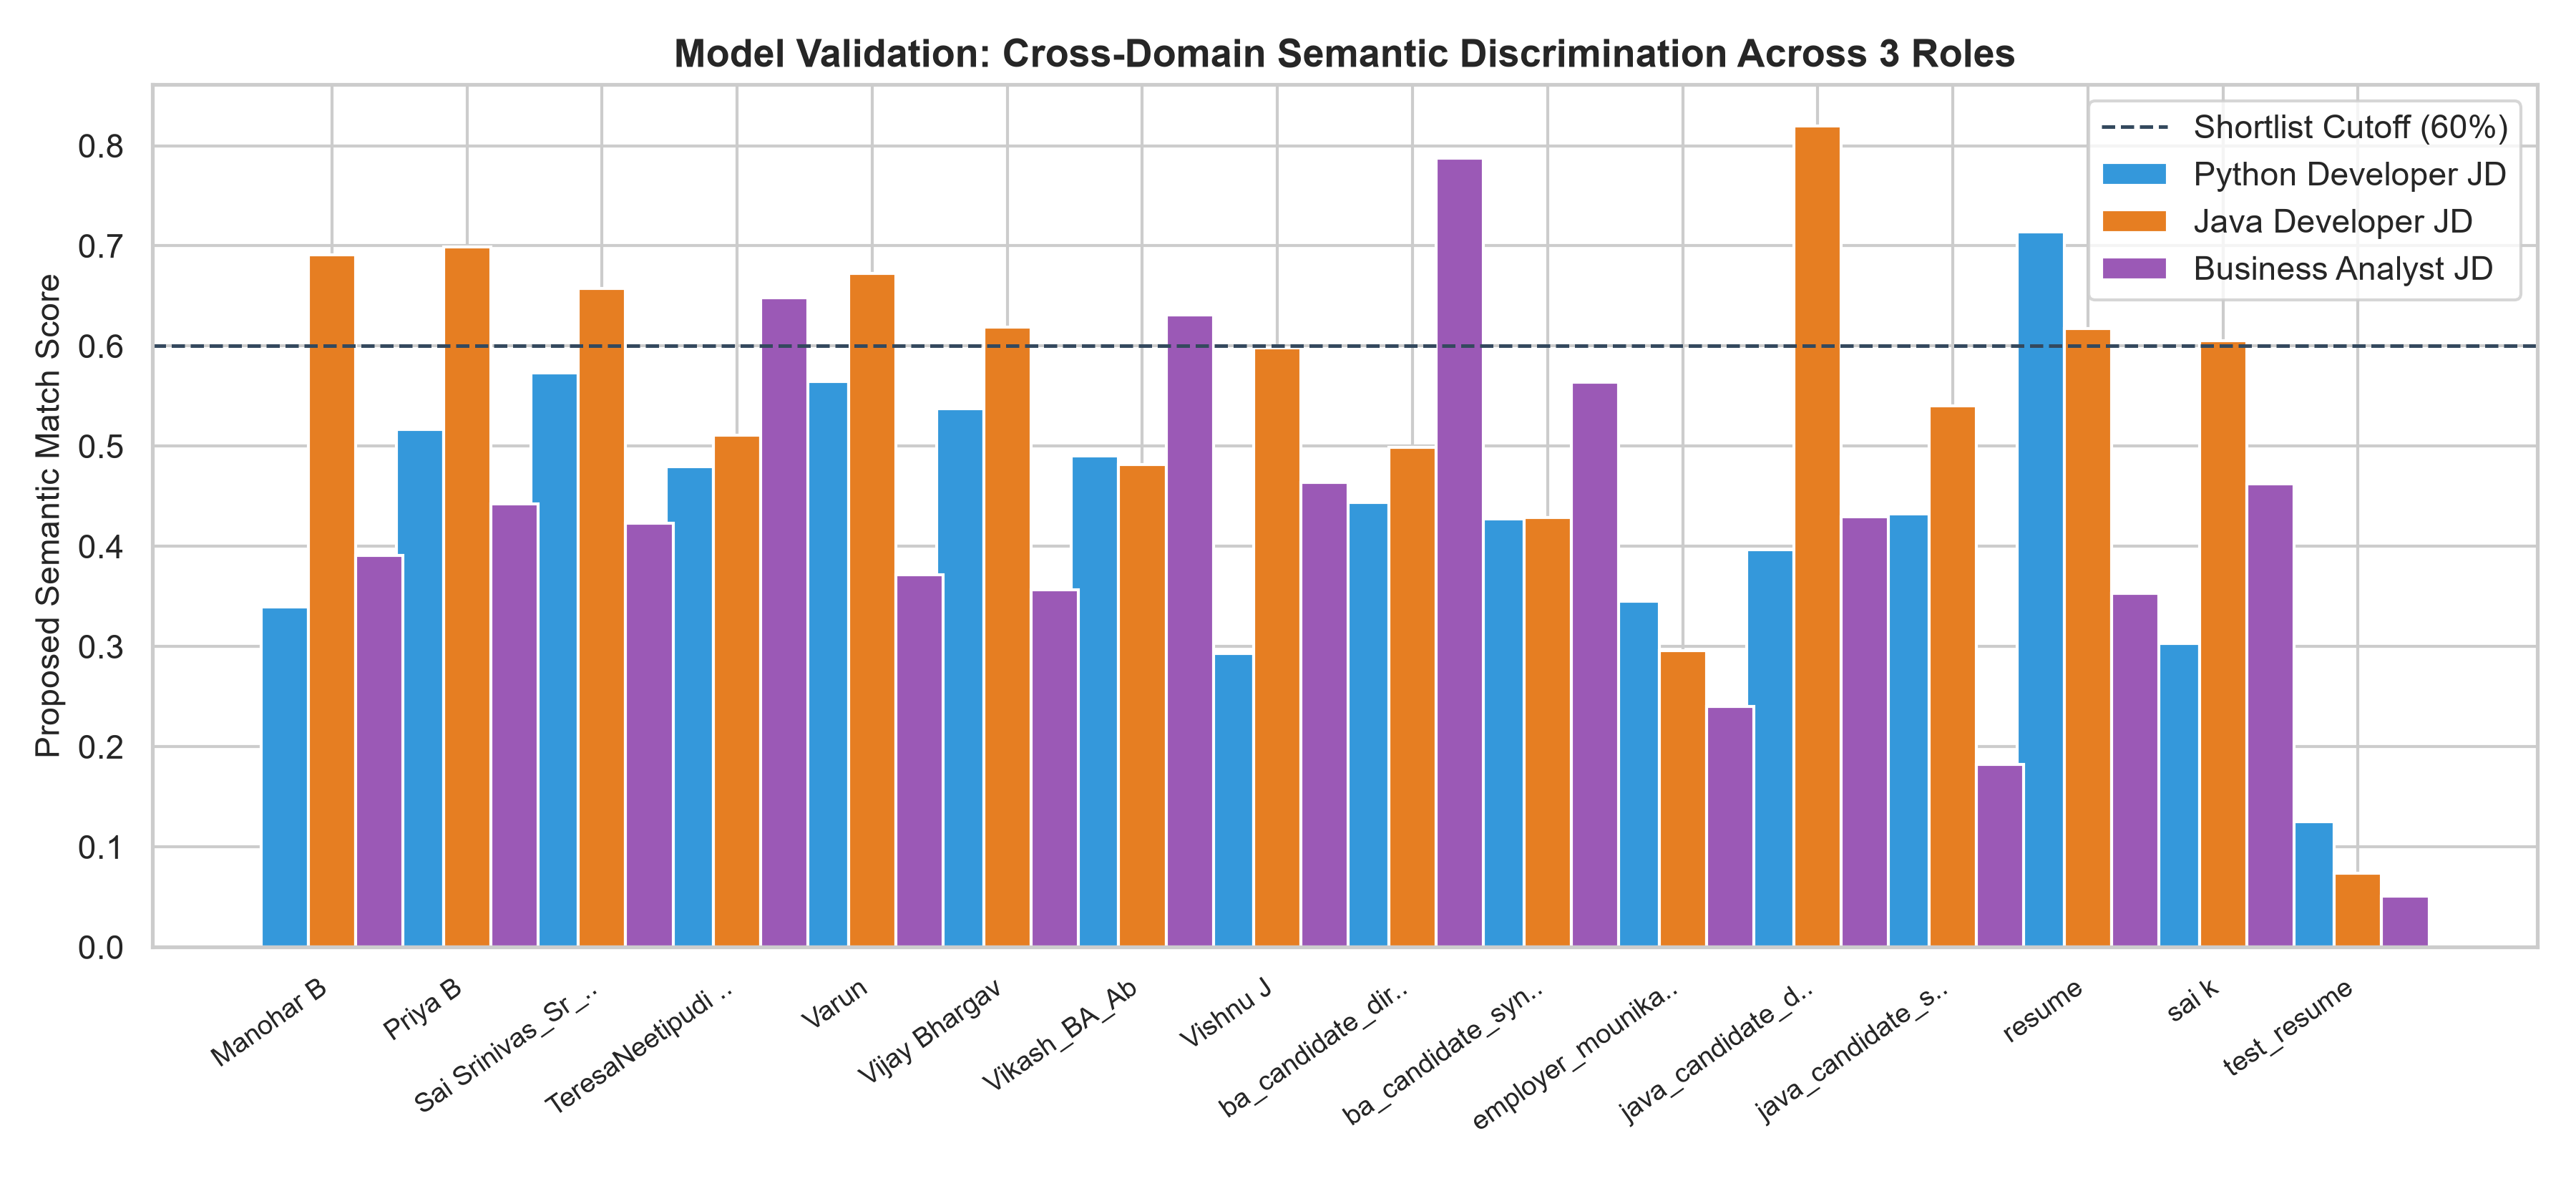 Model Validation: Cross-Domain Semantic Discrimination Across 3 Roles
Proposed Semantic Match Score
0.8
0.7
0.6
0.5
0.4
0.3
0.2
0.1
0.0
Shortlist Cutoff (60%)
Python Developer JD
Java Developer JD
Business Analyst JD
Manohar B
Priya B
Sai Srinivas_Sr_..
TeresaNeetipudi ..
Varun
Vijay Bhargav
Vikash_BA_Ab
Vishnu J
ba_candidate_dir..
ba_candidate_syn..
employer_mounika..
java_candidate_d..
java_candidate_s..
resume
sai k
test_resume